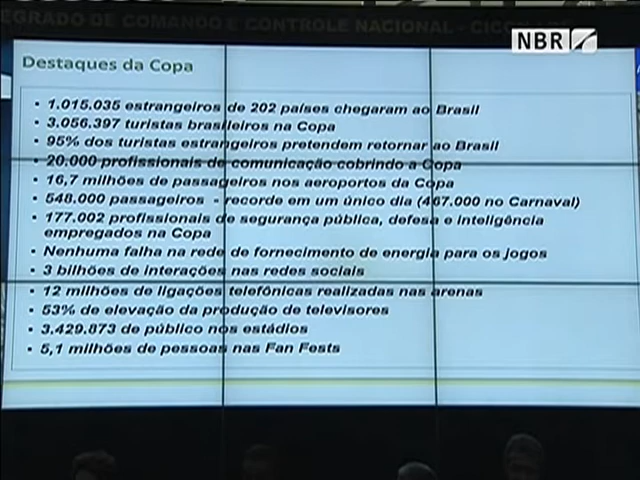 EGRADO DE COMANDO E CONTROLE NACIONAL - CICCN
NBR
Destaques da Copa
• 1.015.035 estrangeiros de 202 países chegaram ao Brasil
• 3.056.397 turistas brasileiros na Copa
• 95% dos turistas estrangeiros pretendem retornar ao Brasil
• 20.000 profissionais de comunicação cobrindo a Copa
• 16,7 milhões de passageiros nos aeroportos da Copa
• 548.000 passageiros - recorde em um único dia (467.000 no Carnaval)
• 177.002 profissionais de segurança pública, defesa e inteligência
empregados na Copa
• Nenhuma falha na rede de fornecimento de energia para os jogos
• 3 bilhões de interações nas redes sociais
• 12 milhões de ligações telefônicas realizadas nas arenas
• 53% de elevação da produção de televisores
• 3.429.873 de público nos estádios
• 5,1 milhões de pessoas nas Fan Fests